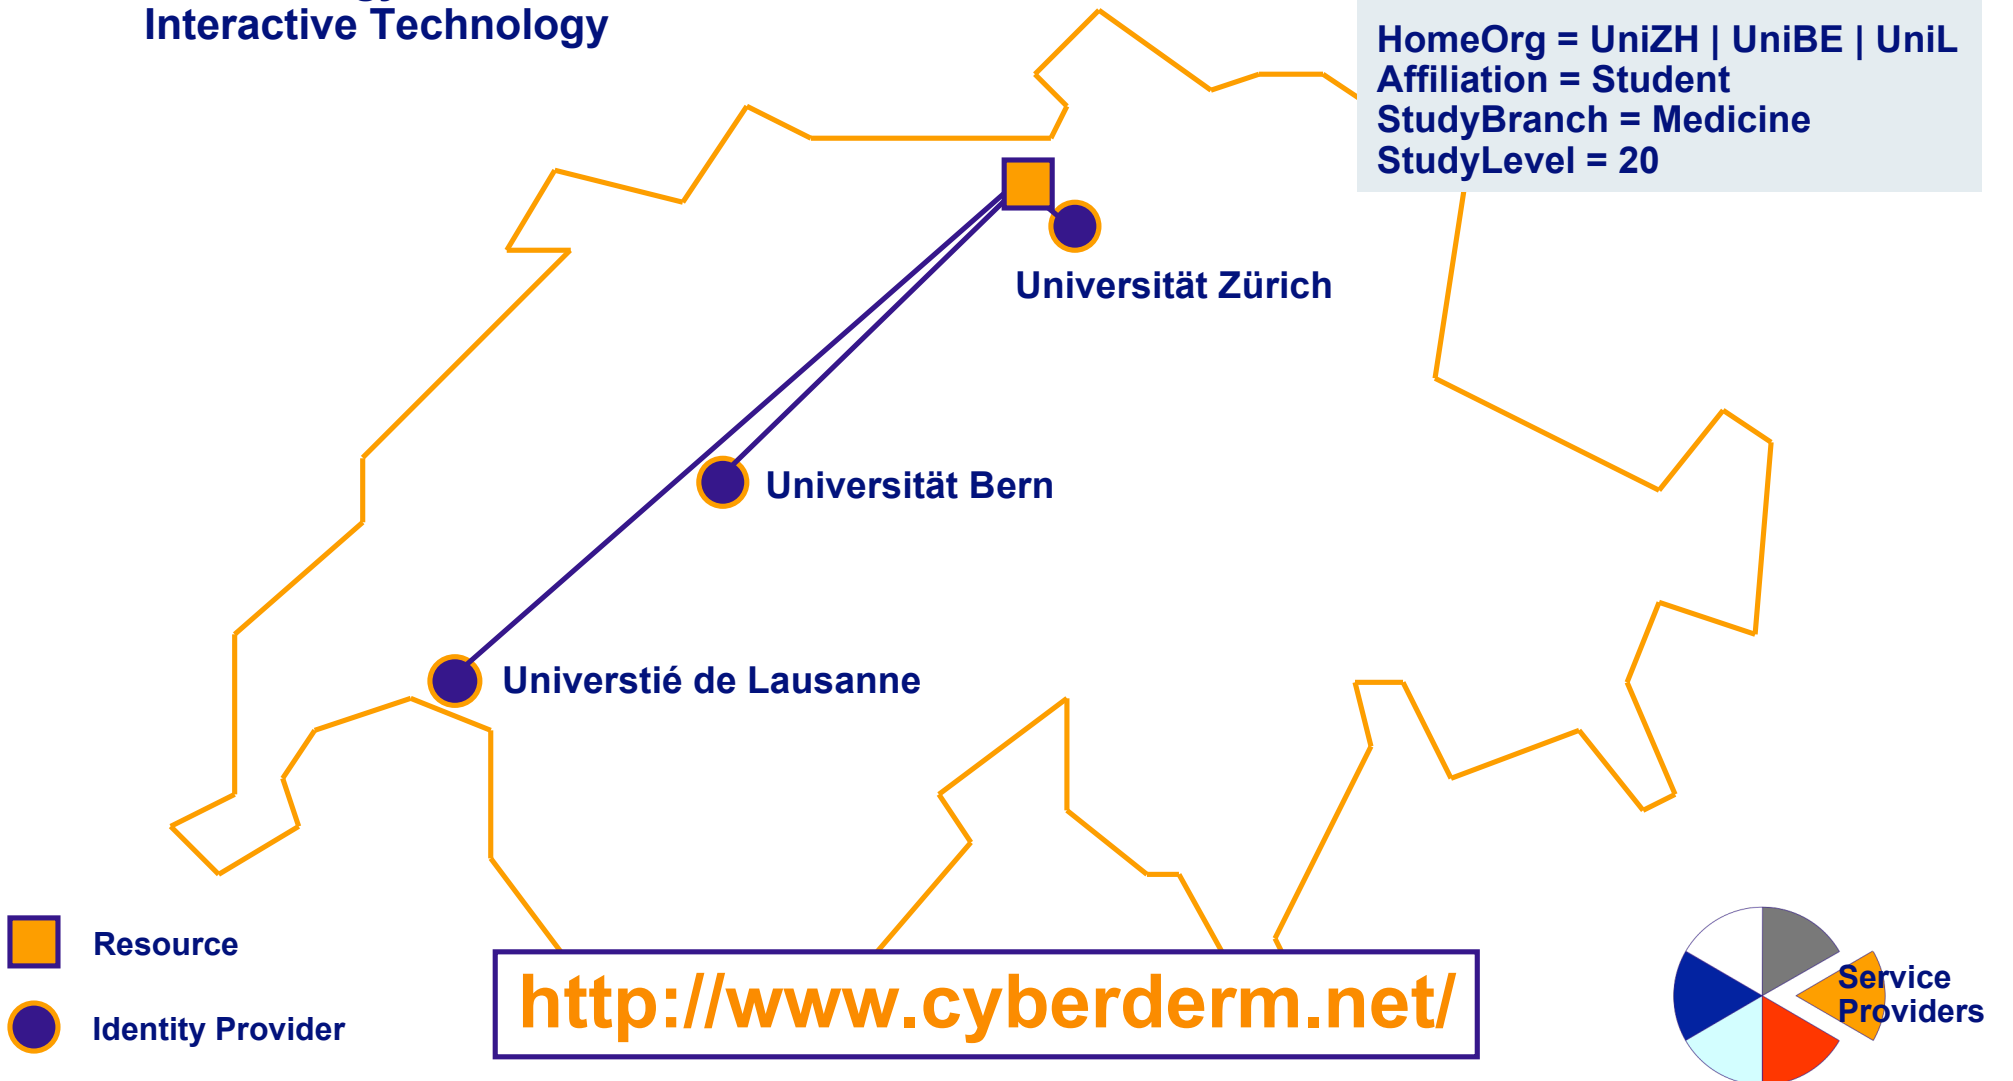 Interactive Technology
HomeOrg = UniZH | UniBE | UniL
Affiliation = Student
StudyBranch = Medicine
StudyLevel = 20
Universität Zürich
Universität Bern
Universtié de Lausanne
Resource
Identity Provider
http://www.cyberderm.net/
Service
Providers